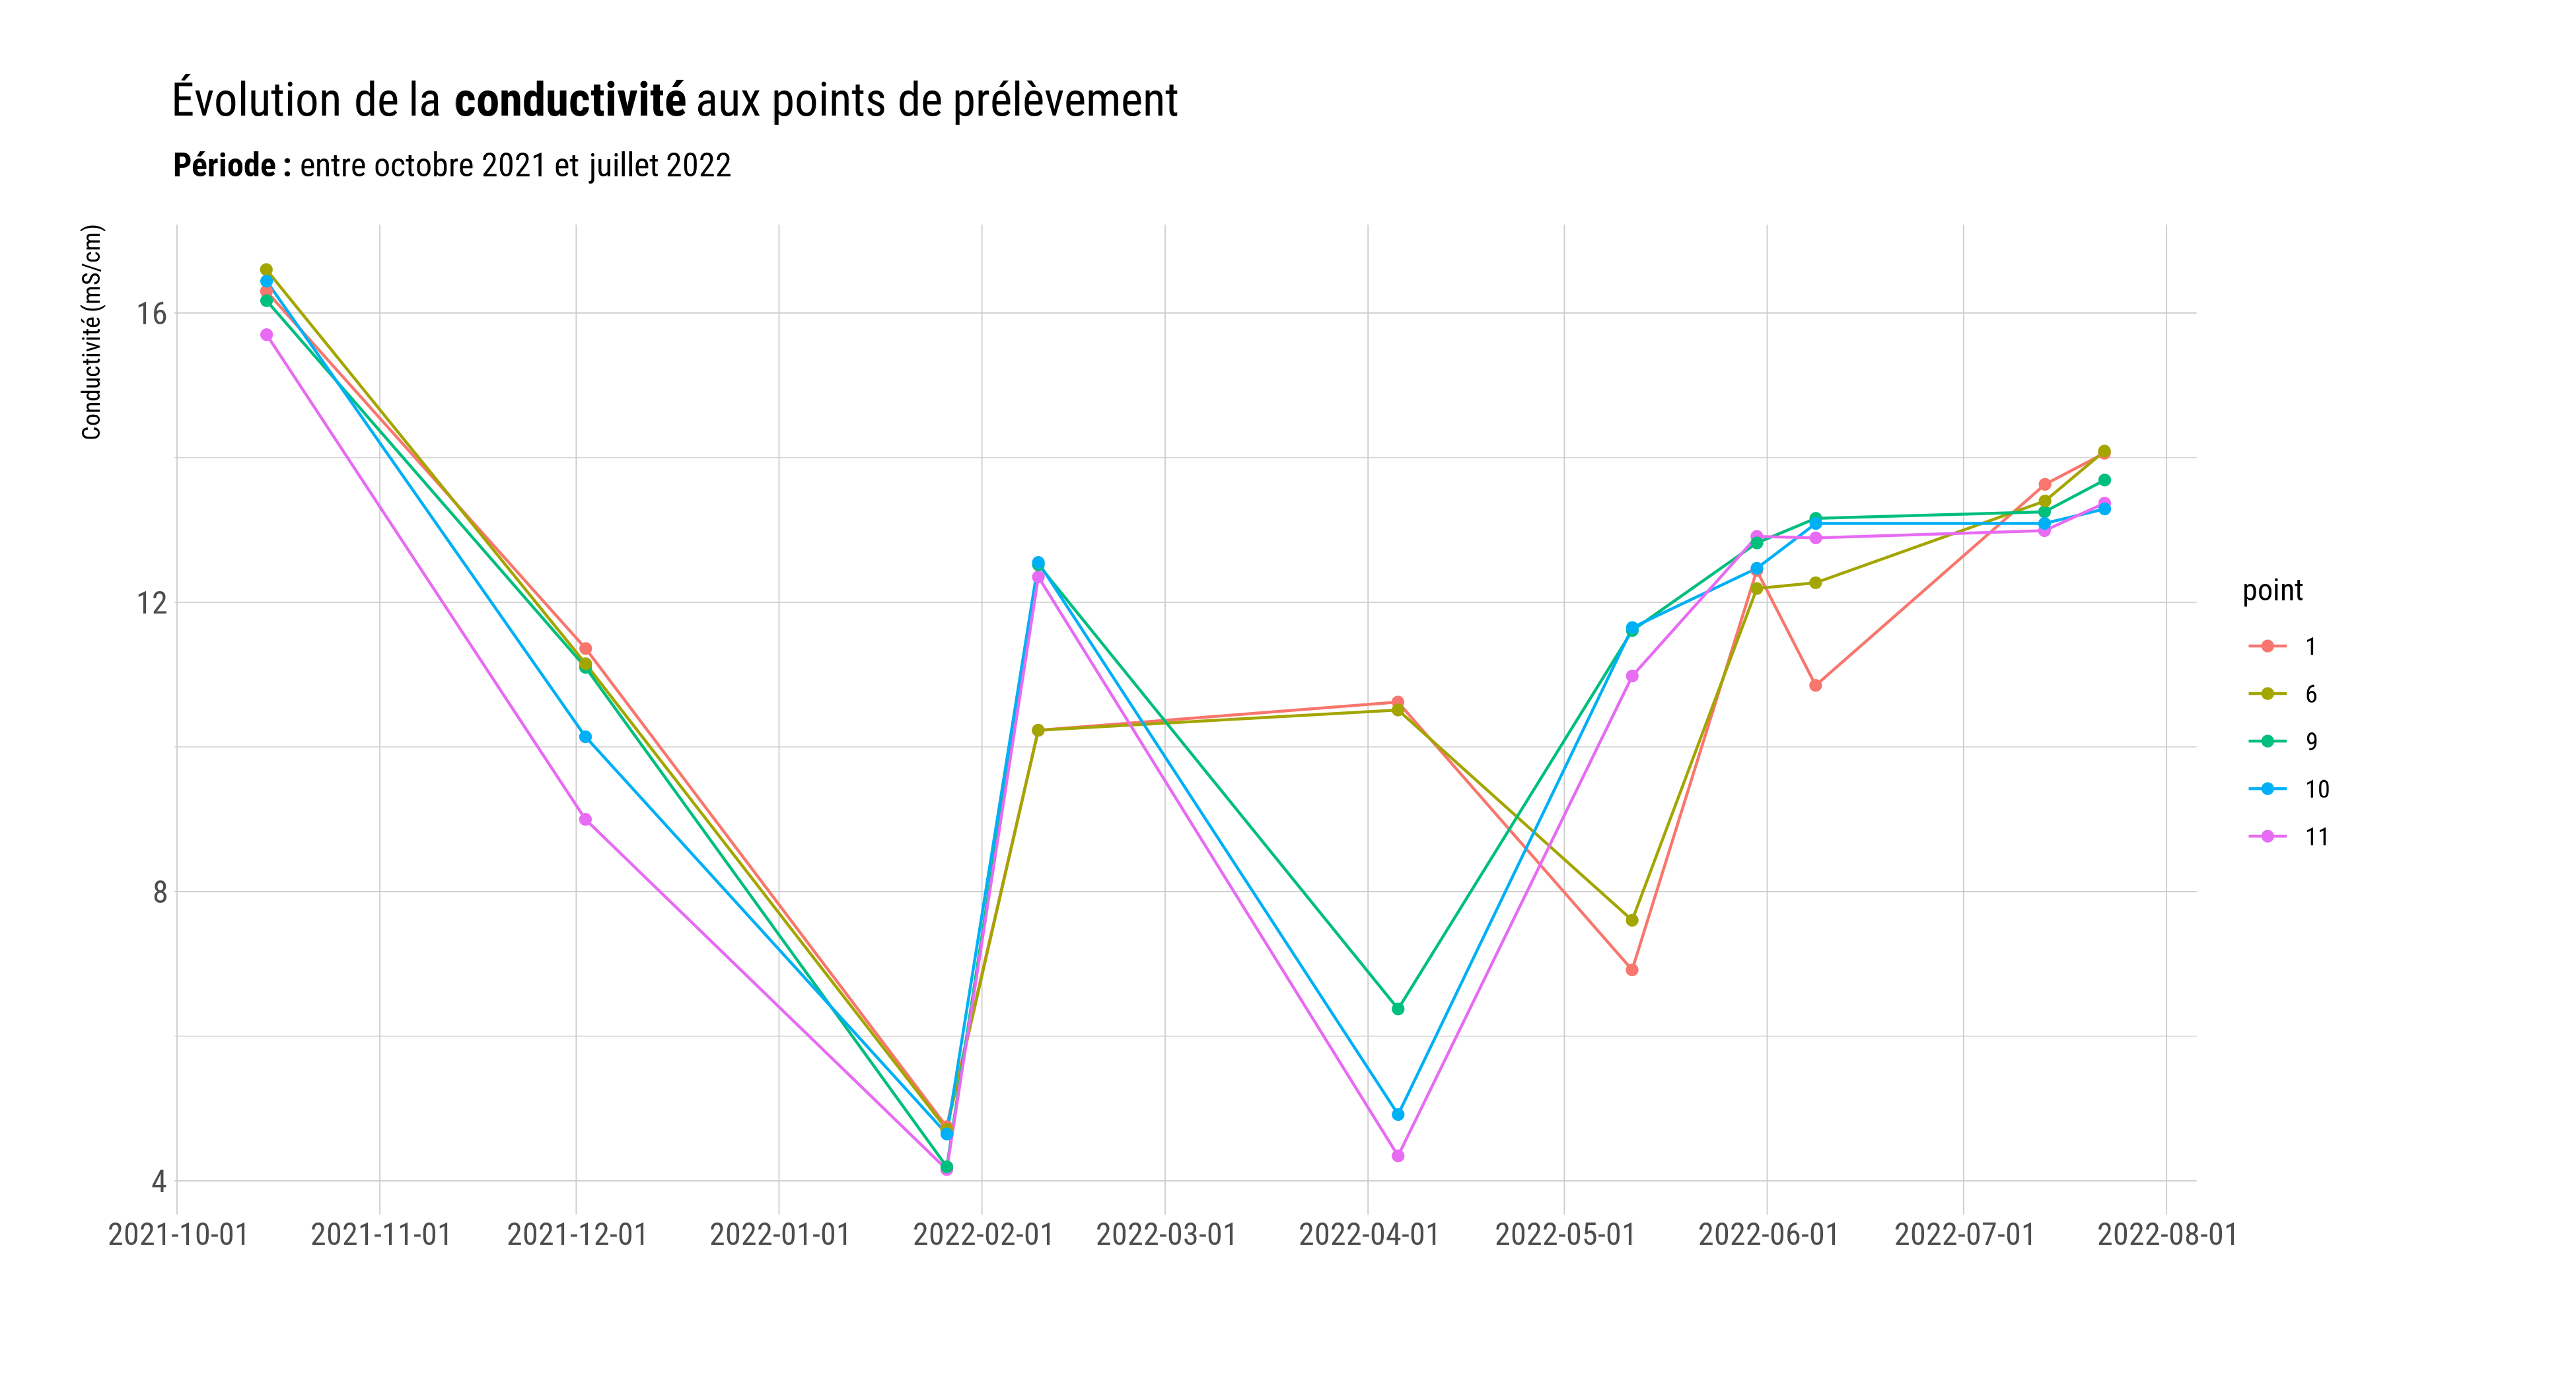 Évolution de la conductivité aux points de prélèvement
Période : entre octobre 2021 et juillet 2022
Conductivité (mS/cm)
16
12
8
4
2021-10-01 2021-11-01 2021-12-01 2022-01-01 2022-02-01 2022-03-01 2022-04-01 2022-05-01 2022-06-01 2022-07-01 2022-08-01
point
1
6
9
10
11